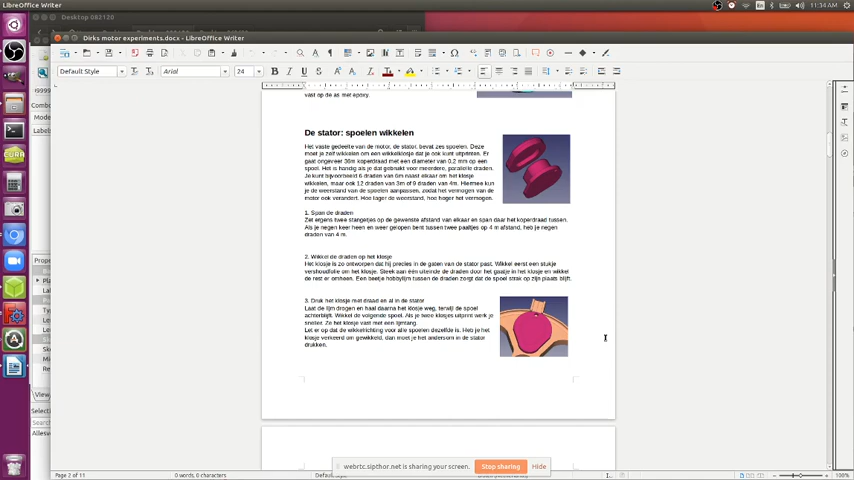 LibreOffice Writer
11:34 AM
Desktop 082120
Dirks motor experiments.docx - LibreOffice Writer
Default Style
Arial
24
vast op de as met epoxy.
De stator: spoelen wikkelen
Het vaste gedeelte van de motor, de stator, bevat zes spoelen. Deze
moet je zelf wikkelen om een wikkelklosje dat je ook kunt uitprinten. Er
gaat ongeveer 36m koperdraad met een diameter van 0.2 mm op een
spoel. Het is handig als dat gebruikt voor meerdere, parallelle draden.
Je kunt bijvoorbeeld 6 draden van 6m naast elkaar om het klosje
wikkelen, maar ook 12 draden van 3m of 9 draden van 4m. Hiermee kun
je de weerstand van de spoelen aanpassen, zodat het vermogen van de
motor ook verandert. Hoe lager de weerstand, hoe hoger het vermogen.
1. Span de draden
Zet ergens twee stangetjes op de gewenste afstand van elkaar en span daar het koperdraad tussen.
Als je negen keer heen en weer gelopen bent tussen twee paaltjes op 4 m afstand, heb je negen
draden van 4 m.
2. Wikkel de draden op het klosje
Het klosje is zo ontworpen dat hij precies in de gaten van de stator past. Wikkel eerst een stukje
vershoudfolie om het klosje. Steek aan één uiteinde de draden door het gaatje in het klosje en wikkel
de rest er omheen. Een beetje hobbylijm tussen de draden zorgt dat de spoel strak op zijn plaats blijft.
3. Druk het klosje met draad en al in de stator
Laat de lijm drogen en haal daarna het klosje weg, terwijl de spoel
achterblijft. Wikkel de volgende spoel. Als je twee klosjes uitprint werk je
sneller. Ze het klosje vast met een lijmtang.
Let er op dat de wikkelrichting voor alle spoelen dezelfde is. Heb je het
klosje verkeerd om gewikkeld, dan moet je het andersom in de stator
drukken.
webrtc.sipthor.net is sharing your screen.
Stop sharing
Hide
Page 2 of 11
0 words, 0 characters
100%